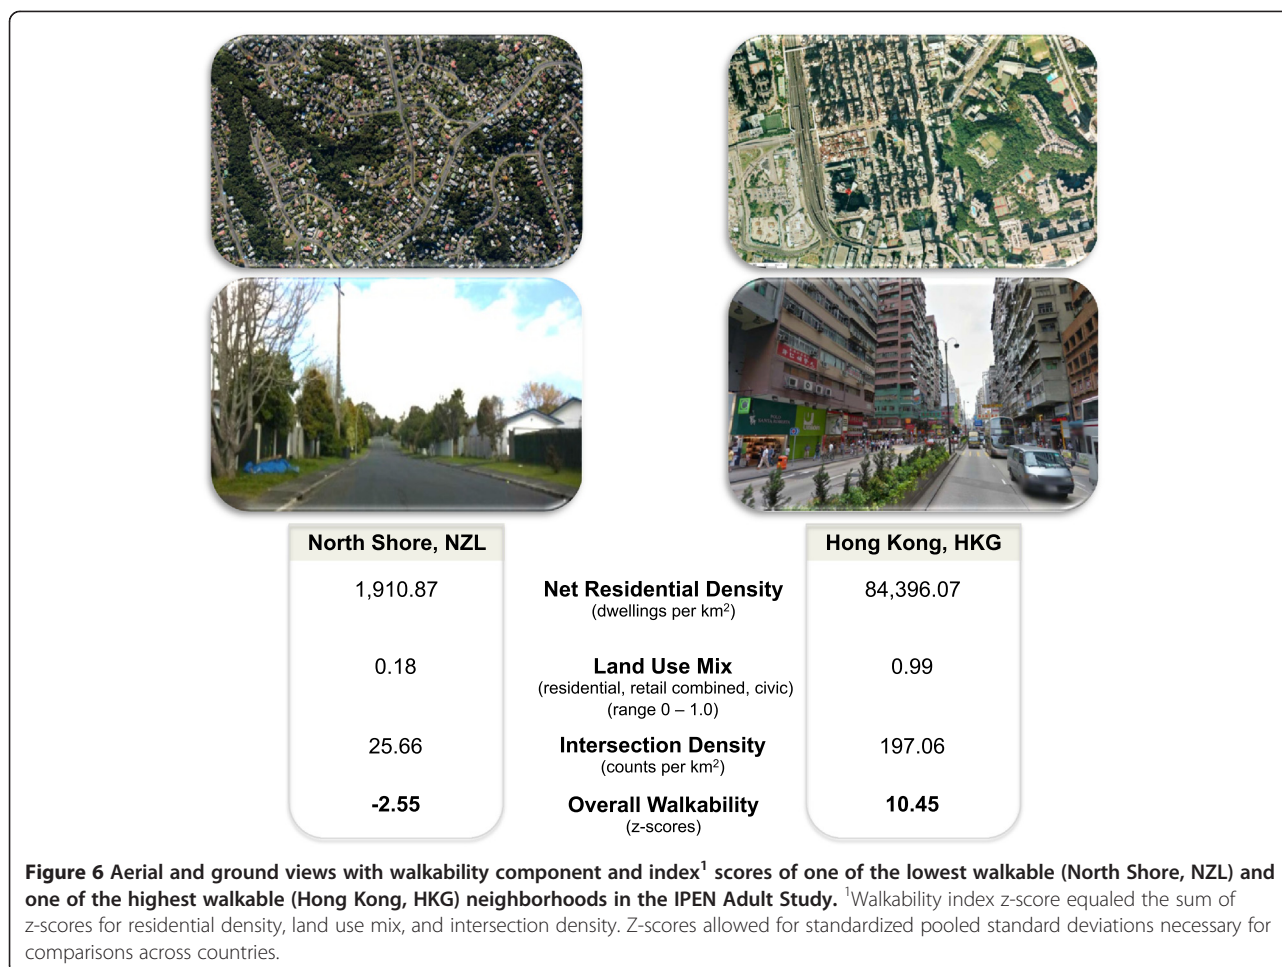 North Shore, NZL
Hong Kong, HKG
1,910.87
Net Residential Density
(dwellings per km²)
84,396.07
0.18
Land Use Mix
(residential, retail combined, civic)
(range 0 – 1.0)
0.99
25.66
Intersection Density
(counts per km²)
197.06
-2.55
Overall Walkability
(z-scores)
10.45
Figure 6 Aerial and ground views with walkability component and index¹ scores of one of the lowest walkable (North Shore, NZL) and
one of the highest walkable (Hong Kong, HKG) neighborhoods in the IPEN Adult Study. ¹Walkability index z-score equaled the sum of
z-scores for residential density, land use mix, and intersection density. Z-scores allowed for standardized pooled standard deviations necessary for
comparisons across countries.